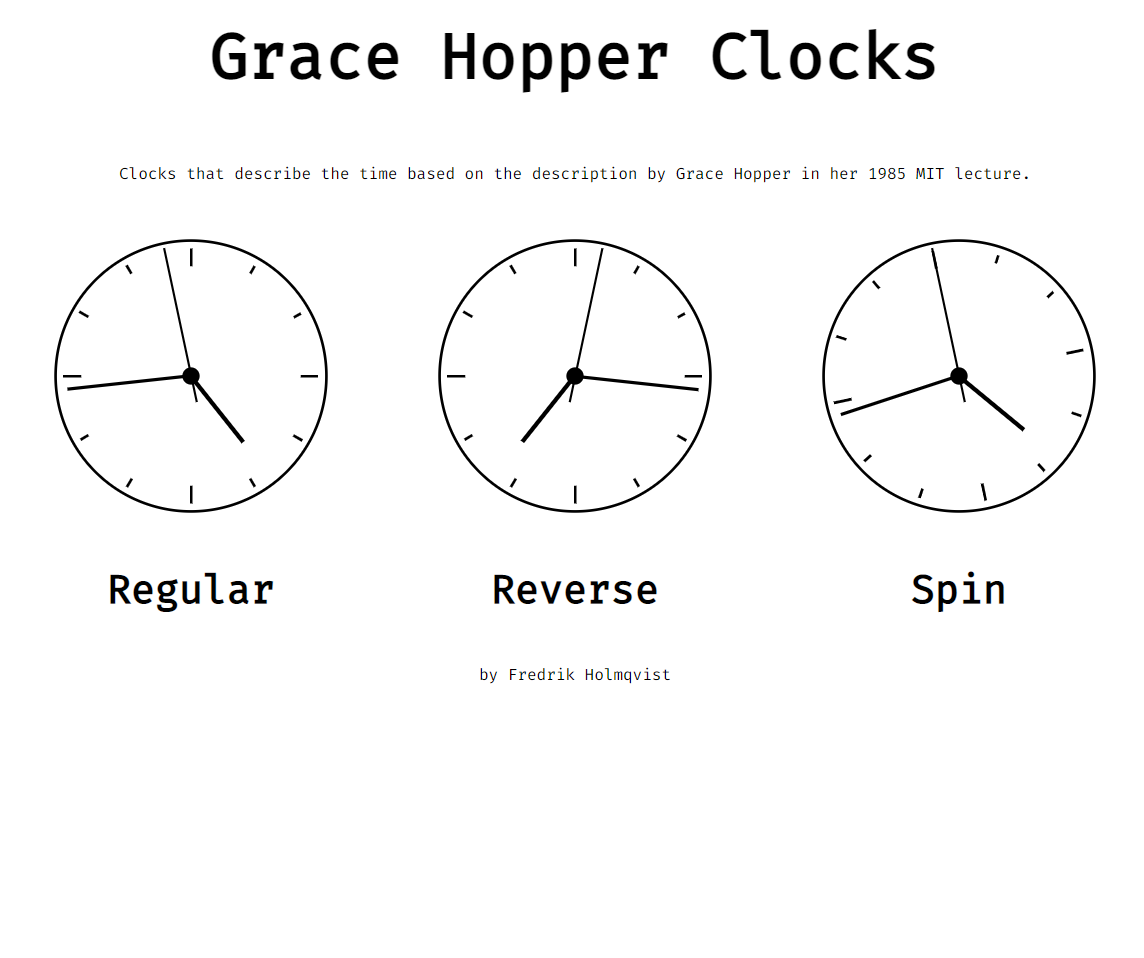 Grace Hopper Clocks
Clocks that describe the time based on the description by Grace Hopper in her 1985 MIT lecture.
Regular
Reverse
Spin
by Fredrik Holmqvist